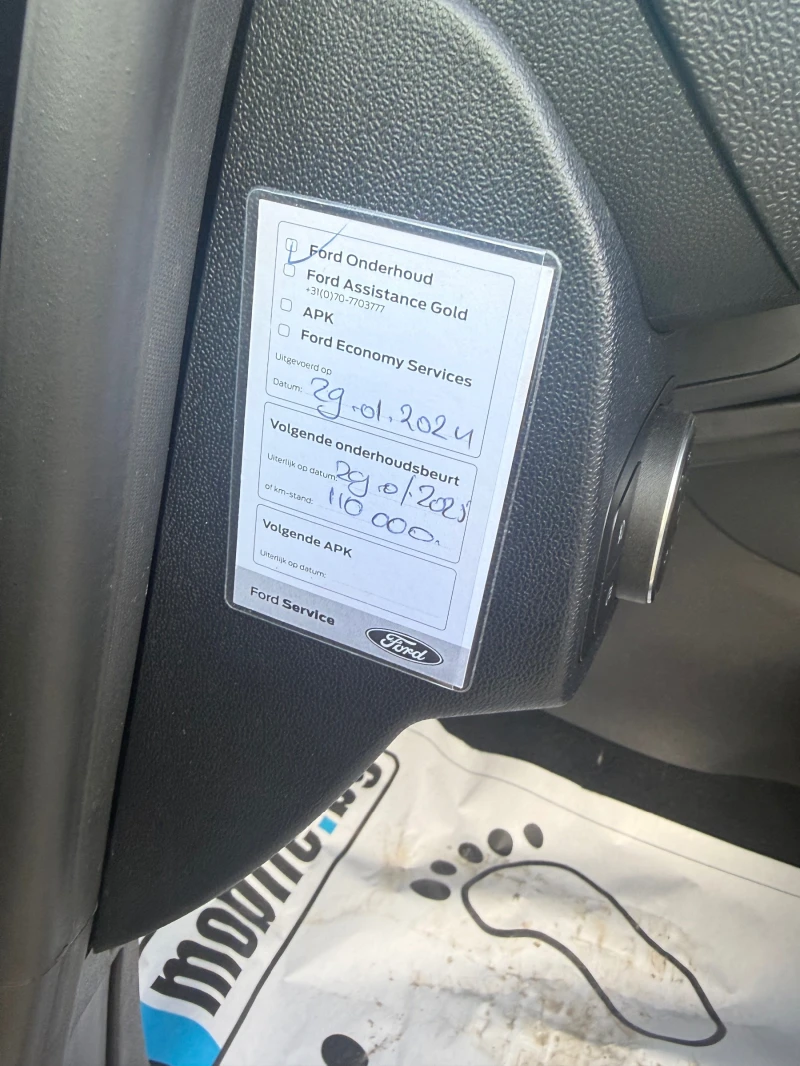 Ford Onderhoud
Ford Assistance Gold
+31(0)70-7703777
APK
Ford Economy Services
Uitgevoerd op
Datum: 29.01.2024
Volgende onderhoudsbeurt
Uiterlijk op datum: 29.01.2025
of km-stand: 110 000.
Volgende APK
Uiterlijk op datum:
Ford Service
Ford
mobile.bg